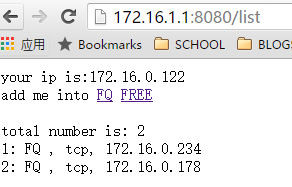 172.16.1.1:8080/list
应用 Bookmarks SCHOOL BLOGS
your ip is:172.16.0.122
add me into FQ FREE
total number is: 2
1: FQ , tcp, 172.16.0.234
2: FQ , tcp, 172.16.0.178